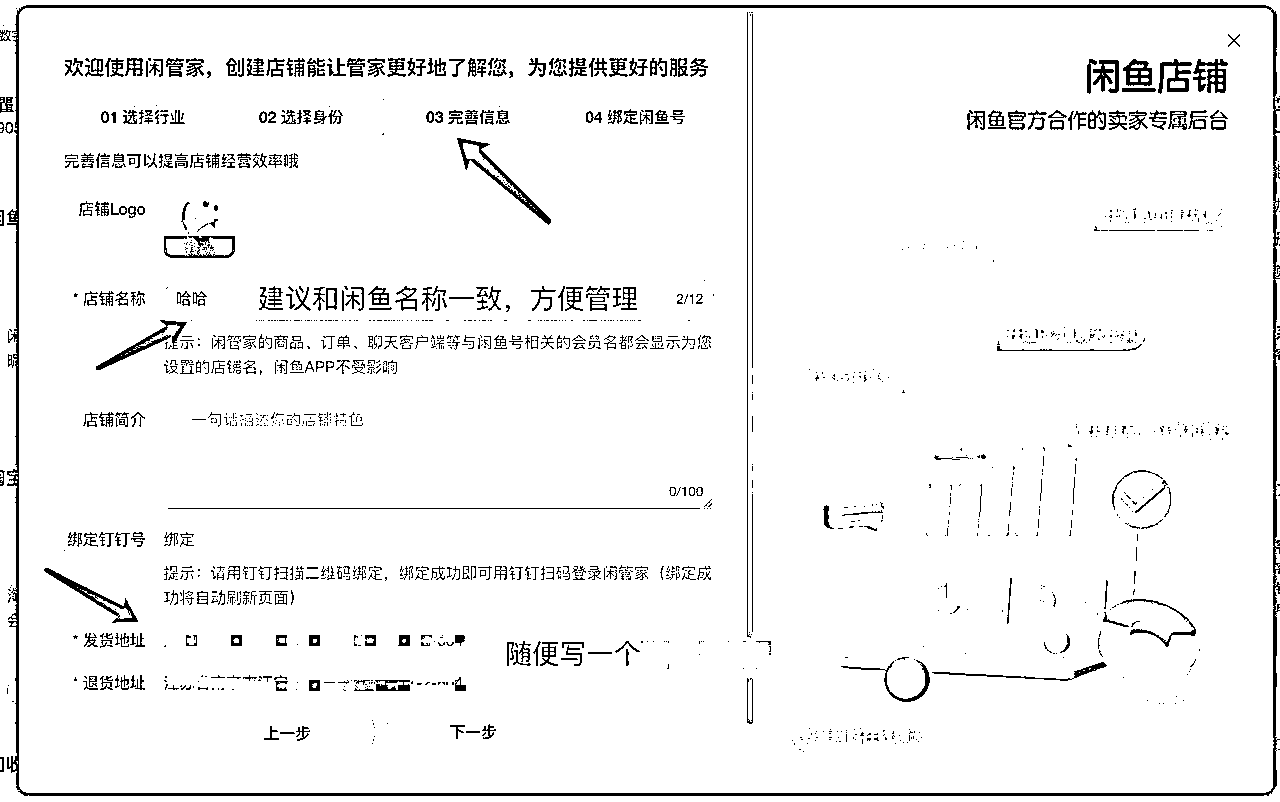 欢迎使用闲管家，创建店铺能让管家更好地了解您，为您提供更好的服务
01 选择行业
02 选择身份
03 完善信息
04 绑定闲鱼号
完善信息可以提高店铺经营效率哦
店铺Logo
* 店铺名称
哈哈
建议和闲鱼名称一致，方便管理
2/12
提示：闲管家的商品、订单、聊天客户端等与闲鱼号相关的会员名都会显示为您
设置的店铺名，闲鱼APP不受影响
店铺简介
一句话描述你的店铺特色
0/100
绑定钉钉号
绑定
提示：请用钉钉扫描二维码绑定，绑定成功即可用钉钉扫码登录闲管家（绑定成
功将自动刷新页面）
* 发货地址
随便写一个
* 退货地址
上一步
下一步
闲鱼店铺
闲鱼官方合作的卖家专属后台